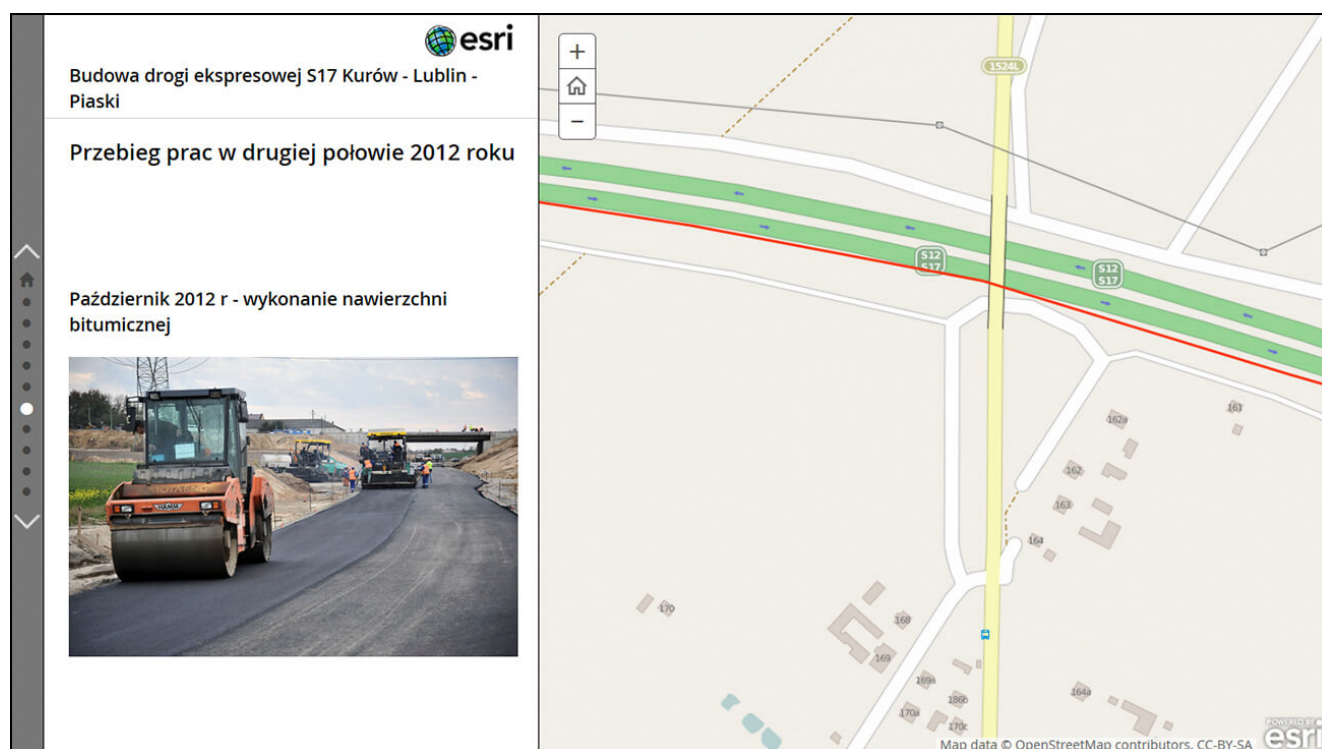 esri
Budowa drogi ekspresowej S17 Kurów - Lublin -
Piaski
Przebieg prac w drugiej połowie 2012 roku
Październik 2012 r - wykonanie nawierzchni
bitumicznej
HAMM
+
−
1524L
S12
S17
S12
S17
161
162a
162
163
164
170
168
169
169a
186b
170a
170c
164a
POWERED BY
esri
Map data © OpenStreetMap contributors, CC-BY-SA